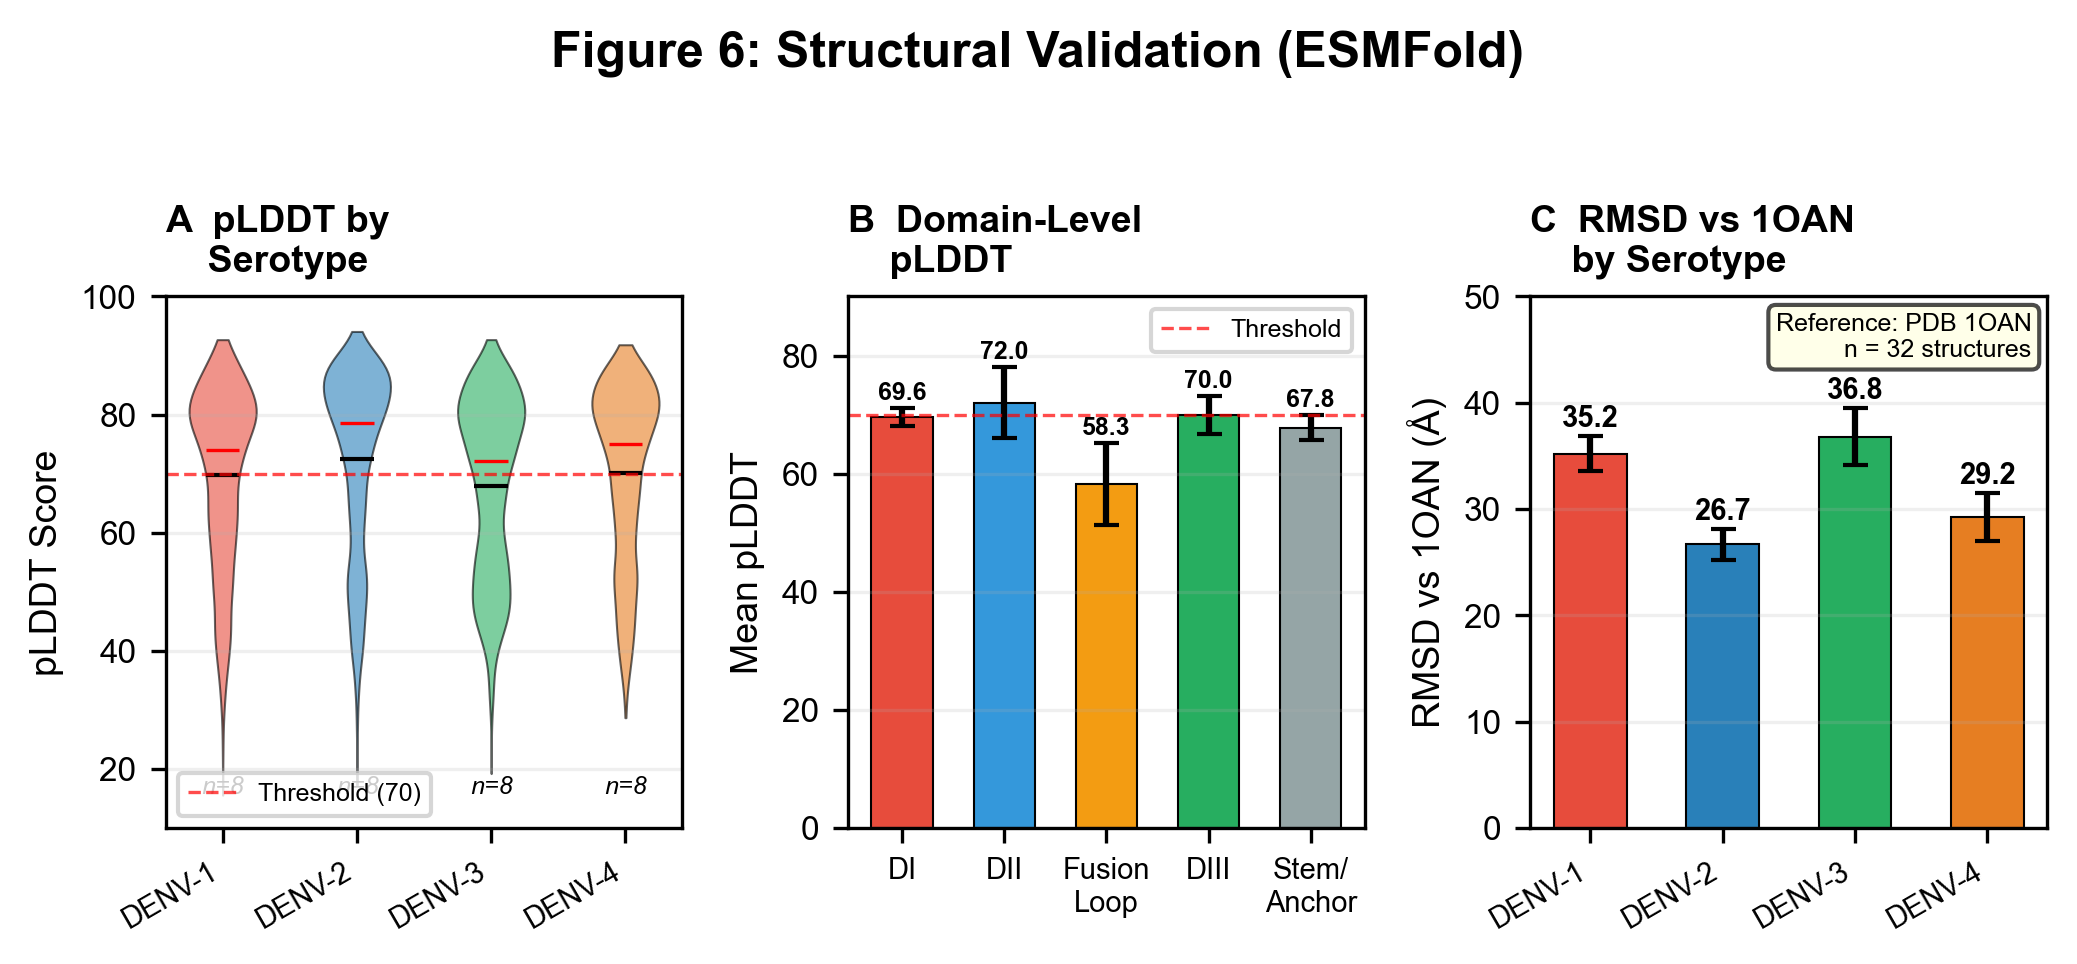 Figure 6: Structural Validation (ESMFold)
A pLDDT by
Serotype
pLDDT Score
100
80
60
40
20
n=8
n=8
n=8
n=8
Threshold (70)
DENV-1
DENV-2
DENV-3
DENV-4
B Domain-Level
pLDDT
Mean pLDDT
80
60
40
20
0
Threshold
69.6
72.0
58.3
70.0
67.8
DI
DII
Fusion
Loop
DIII
Stem/
Anchor
C RMSD vs 1OAN
by Serotype
RMSD vs 1OAN (Å)
50
40
30
20
10
0
Reference: PDB 1OAN
n = 32 structures
35.2
26.7
36.8
29.2
DENV-1
DENV-2
DENV-3
DENV-4